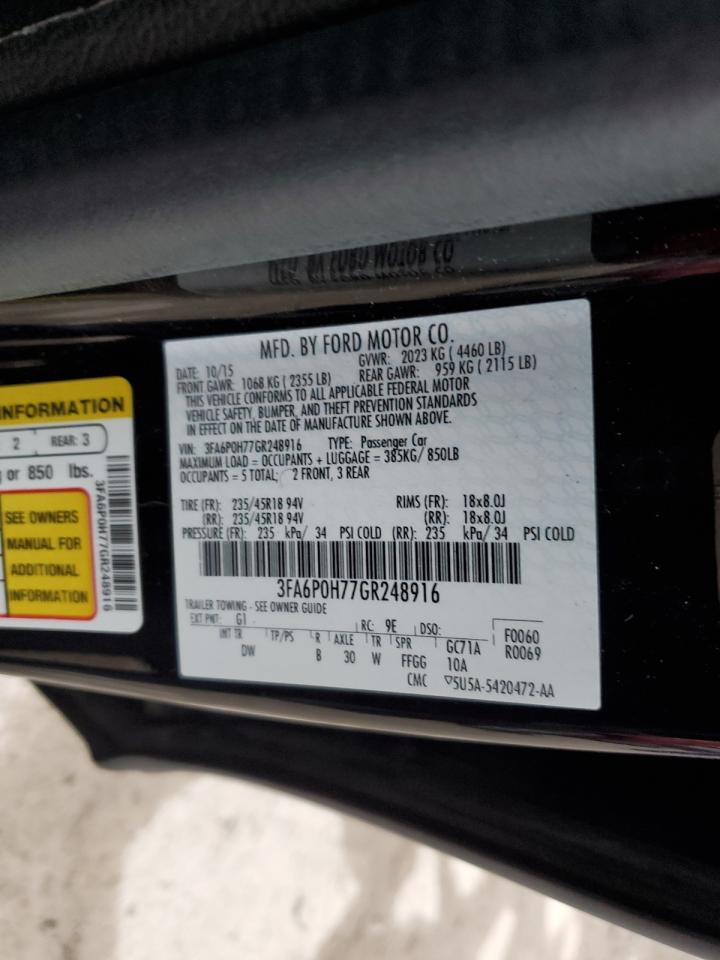 MFD. BY FORD MOTOR CO.
DATE: 10/15 GVWR: 2023 KG ( 4460 LB)
FRONT GAWR: 1068 KG ( 2355 LB) REAR GAWR: 959 KG ( 2115 LB)
THIS VEHICLE CONFORMS TO ALL APPLICABLE FEDERAL MOTOR
VEHICLE SAFETY, BUMPER, AND THEFT PREVENTION STANDARDS
IN EFFECT ON THE DATE OF MANUFACTURE SHOWN ABOVE.
VIN: 3FA6P0H77GR248916 TYPE: Passenger Car
MAXIMUM LOAD = OCCUPANTS + LUGGAGE = 385KG/ 850LB
OCCUPANTS = 5 TOTAL; 2 FRONT, 3 REAR
TIRE (FR): 235/45R18 94V RIMS (FR): 18x8.0J
(RR): 235/45R18 94V (RR): 18x8.0J
PRESSURE (FR): 235 kPa/ 34 PSI COLD (RR): 235 kPa/ 34 PSI COLD
3FA6P0H77GR248916
TRAILER TOWING - SEE OWNER GUIDE
EXT PNT: G1 RC: 9E DSO: F0060
INT TR TP/PS R AXLE TR SPR GC71A R0069
DW B 30 W FFGG 10A
CMC ▽5U5A-5420472-AA
INFORMATION
2 REAR: 3
or 850 lbs.
SEE OWNERS
MANUAL FOR
ADDITIONAL
INFORMATION
3FA6P0H77GR248916